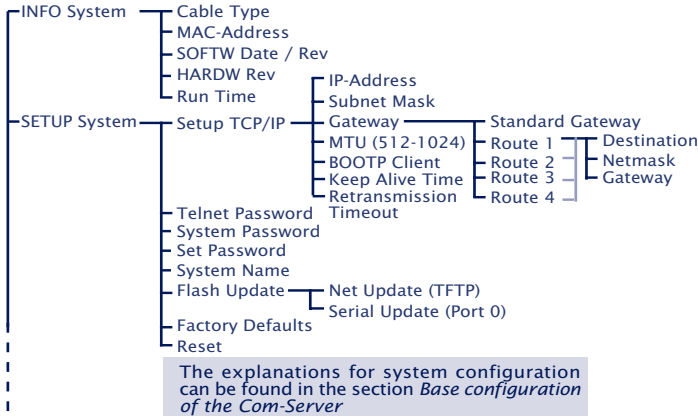 INFO System
Cable Type
MAC-Address
SOFTW Date / Rev
HARDW Rev
Run Time
SETUP System
Setup TCP/IP
IP-Address
Subnet Mask
Gateway
Standard Gateway
Route 1
Destination
Netmask
Gateway
Route 2
Route 3
Route 4
MTU (512-1024)
BOOTP Client
Keep Alive Time
Retransmission
Timeout
Telnet Password
System Password
Set Password
System Name
Flash Update
Net Update (TFTP)
Serial Update (Port 0)
Factory Defaults
Reset
The explanations for system configuration
can be found in the section Base configuration
of the Com-Server